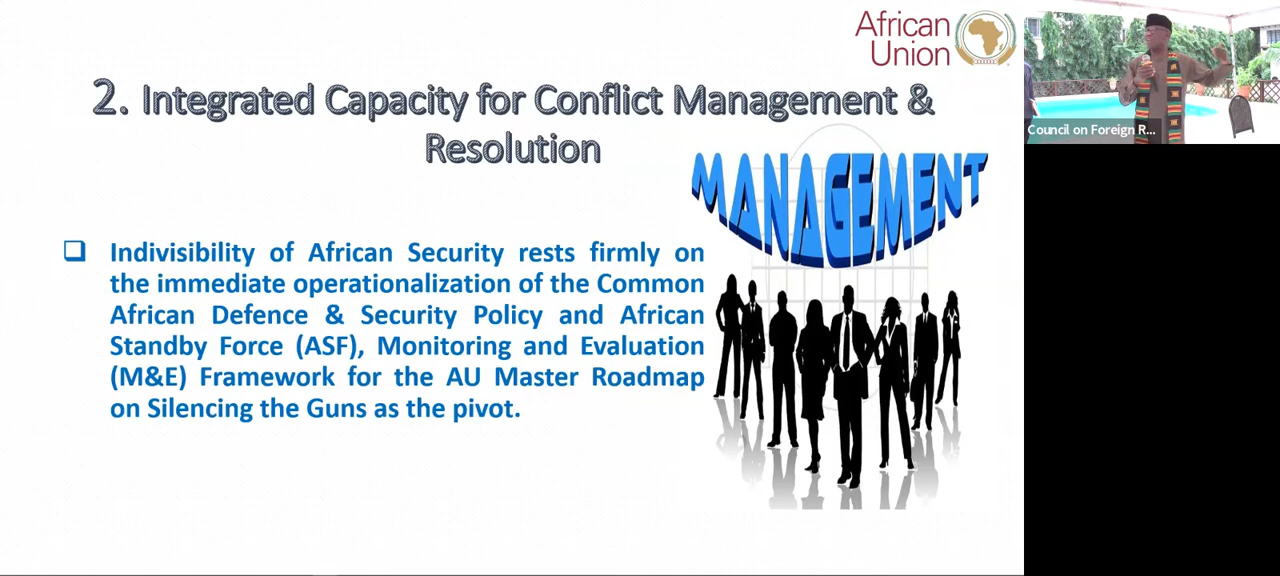 African
Union
2. Integrated Capacity for Conflict Management &
Resolution
MANAGEMENT
❑ Indivisibility of African Security rests firmly on
the immediate operationalization of the Common
African Defence & Security Policy and African
Standby Force (ASF), Monitoring and Evaluation
(M&E) Framework for the AU Master Roadmap
on Silencing the Guns as the pivot.
Council on Foreign R...